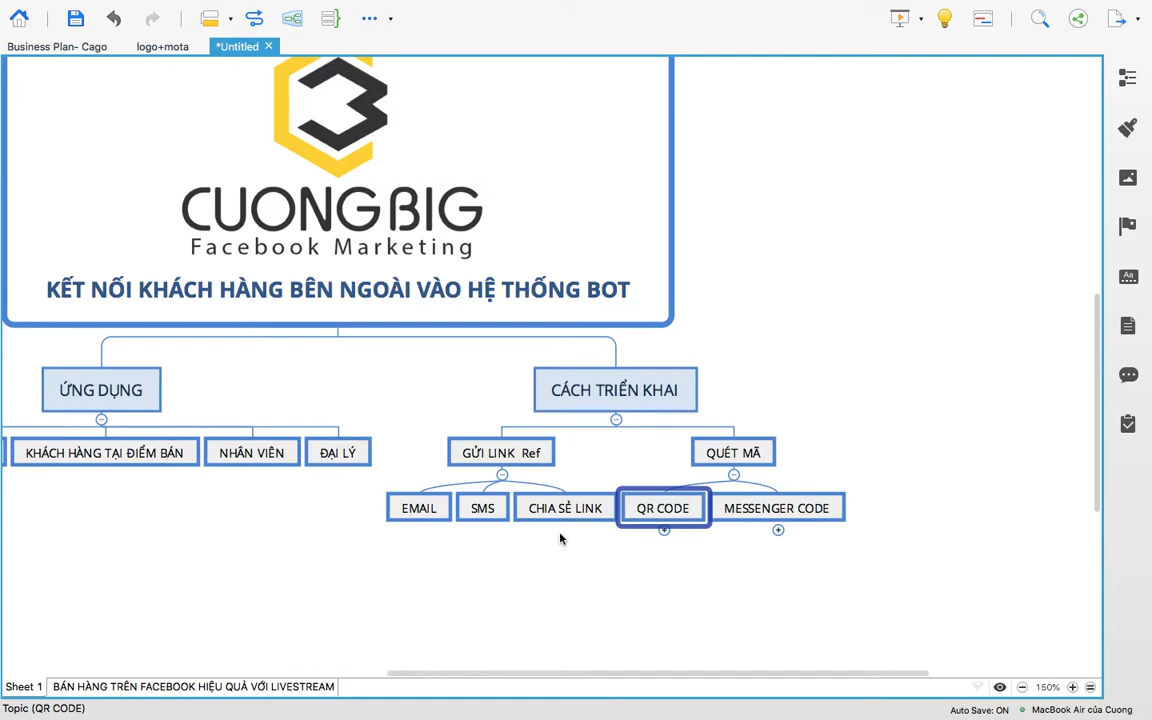 Business Plan- Cago
logo+mota
*Untitled
CUONG BIG
Facebook Marketing
KẾT NỐI KHÁCH HÀNG BÊN NGOÀI VÀO HỆ THỐNG BOT
ỨNG DỤNG
CÁCH TRIỂN KHAI
KHÁCH HÀNG TẠI ĐIỂM BÁN
NHÂN VIÊN
ĐẠI LÝ
GỬI LINK Ref
QUÉT MÃ
EMAIL
SMS
CHIA SẺ LINK
QR CODE
MESSENGER CODE
Sheet 1
BÁN HÀNG TRÊN FACEBOOK HIỆU QUẢ VỚI LIVESTREAM
150%
Topic (QR CODE)
Auto Save: ON
MacBook Air của Cuong